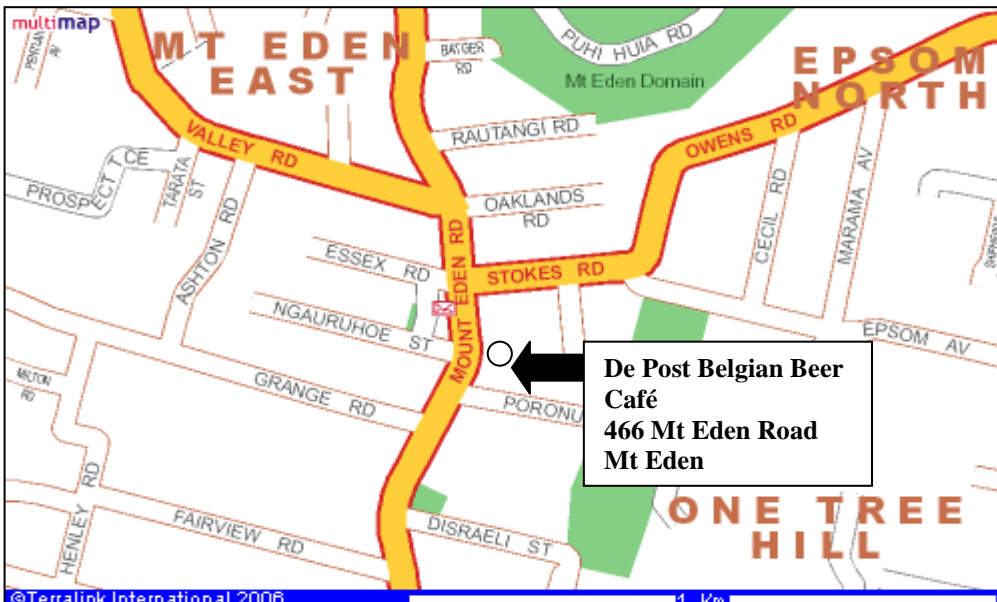 multimap
PENTLAND AV
MT EDEN
EAST
BATGER
RD
PUHI HUIA RD
Mt Eden Domain
EPSOM
NORTH
VALLEY RD
RAUTANGI RD
OWENS RD
PROSPECT TCE
TARATA
ST
ASHTON RD
OAKLANDS
RD
CECIL RD
MARAMA AV
ESSEX RD
MOUNT EDEN RD
STOKES RD
NGAURUHOE ST
EPSOM AV
MILTON
RD
GRANGE RD
PORONU
De Post Belgian Beer
Café
466 Mt Eden Road
Mt Eden
HENLEY RD
FAIRVIEW RD
DISRAELI ST
ONE TREE
HILL
©Terralink International 2006
1 Km